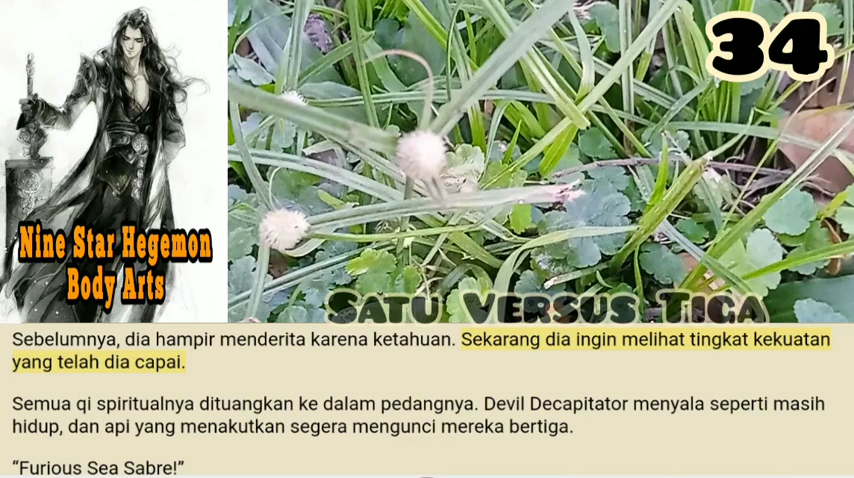 34
Nine Star Hegemon
Body Arts
Satu Versus Tiga
Sebelumnya, dia hampir menderita karena ketahuan. Sekarang dia ingin melihat tingkat kekuatan
yang telah dia capai.
Semua qi spiritualnya dituangkan ke dalam pedangnya. Devil Decapitator menyala seperti masih
hidup, dan api yang menakutkan segera mengunci mereka bertiga.
“Furious Sea Sabre!”